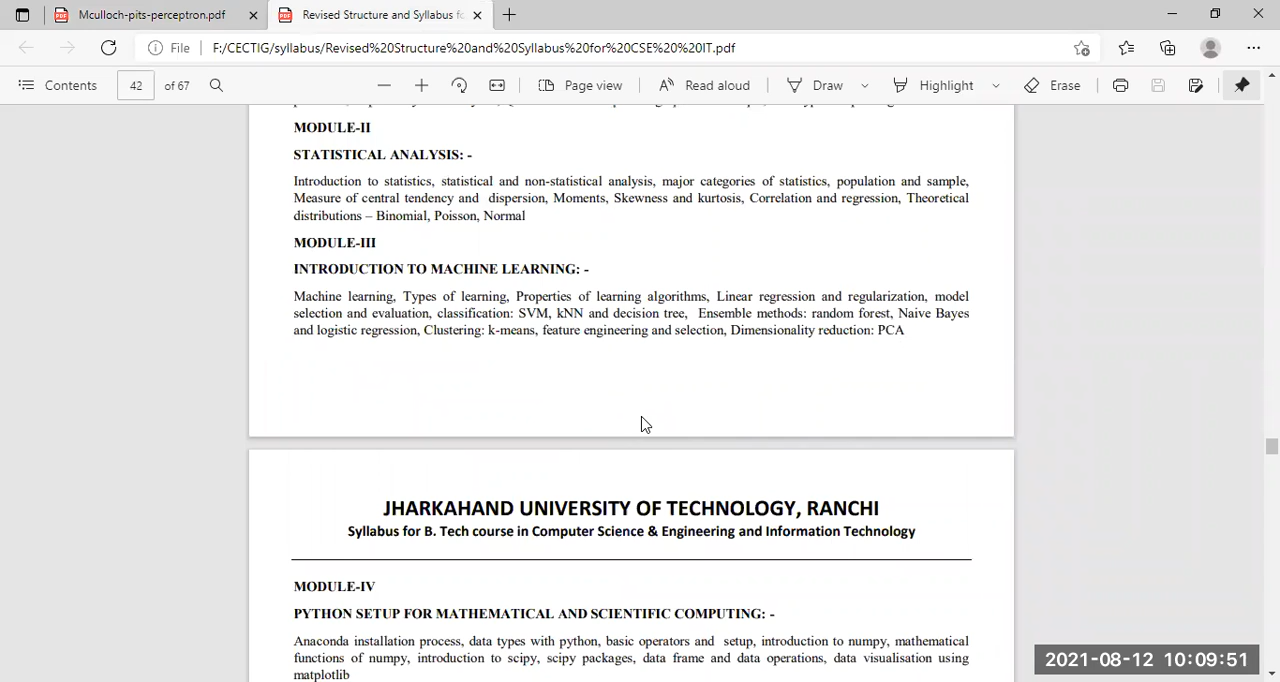 Mculloch-pits-perceptron.pdf
Revised Structure and Syllabus fo
File
F:/CECTIG/syllabus/Revised%20Structure%20and%20Syllabus%20for%20CSE%20%20IT.pdf
Contents 42 of 67 Page view Read aloud Draw Highlight Erase
MODULE-II
STATISTICAL ANALYSIS: -
Introduction to statistics, statistical and non-statistical analysis, major categories of statistics, population and sample,
Measure of central tendency and dispersion, Moments, Skewness and kurtosis, Correlation and regression, Theoretical
distributions – Binomial, Poisson, Normal
MODULE-III
INTRODUCTION TO MACHINE LEARNING: -
Machine learning, Types of learning, Properties of learning algorithms, Linear regression and regularization, model
selection and evaluation, classification: SVM, kNN and decision tree, Ensemble methods: random forest, Naive Bayes
and logistic regression, Clustering: k-means, feature engineering and selection, Dimensionality reduction: PCA
JHARKAHAND UNIVERSITY OF TECHNOLOGY, RANCHI
Syllabus for B. Tech course in Computer Science & Engineering and Information Technology
MODULE-IV
PYTHON SETUP FOR MATHEMATICAL AND SCIENTIFIC COMPUTING: -
Anaconda installation process, data types with python, basic operators and setup, introduction to numpy, mathematical
functions of numpy, introduction to scipy, scipy packages, data frame and data operations, data visualisation using
matplotlib
2021-08-12 10:09:51